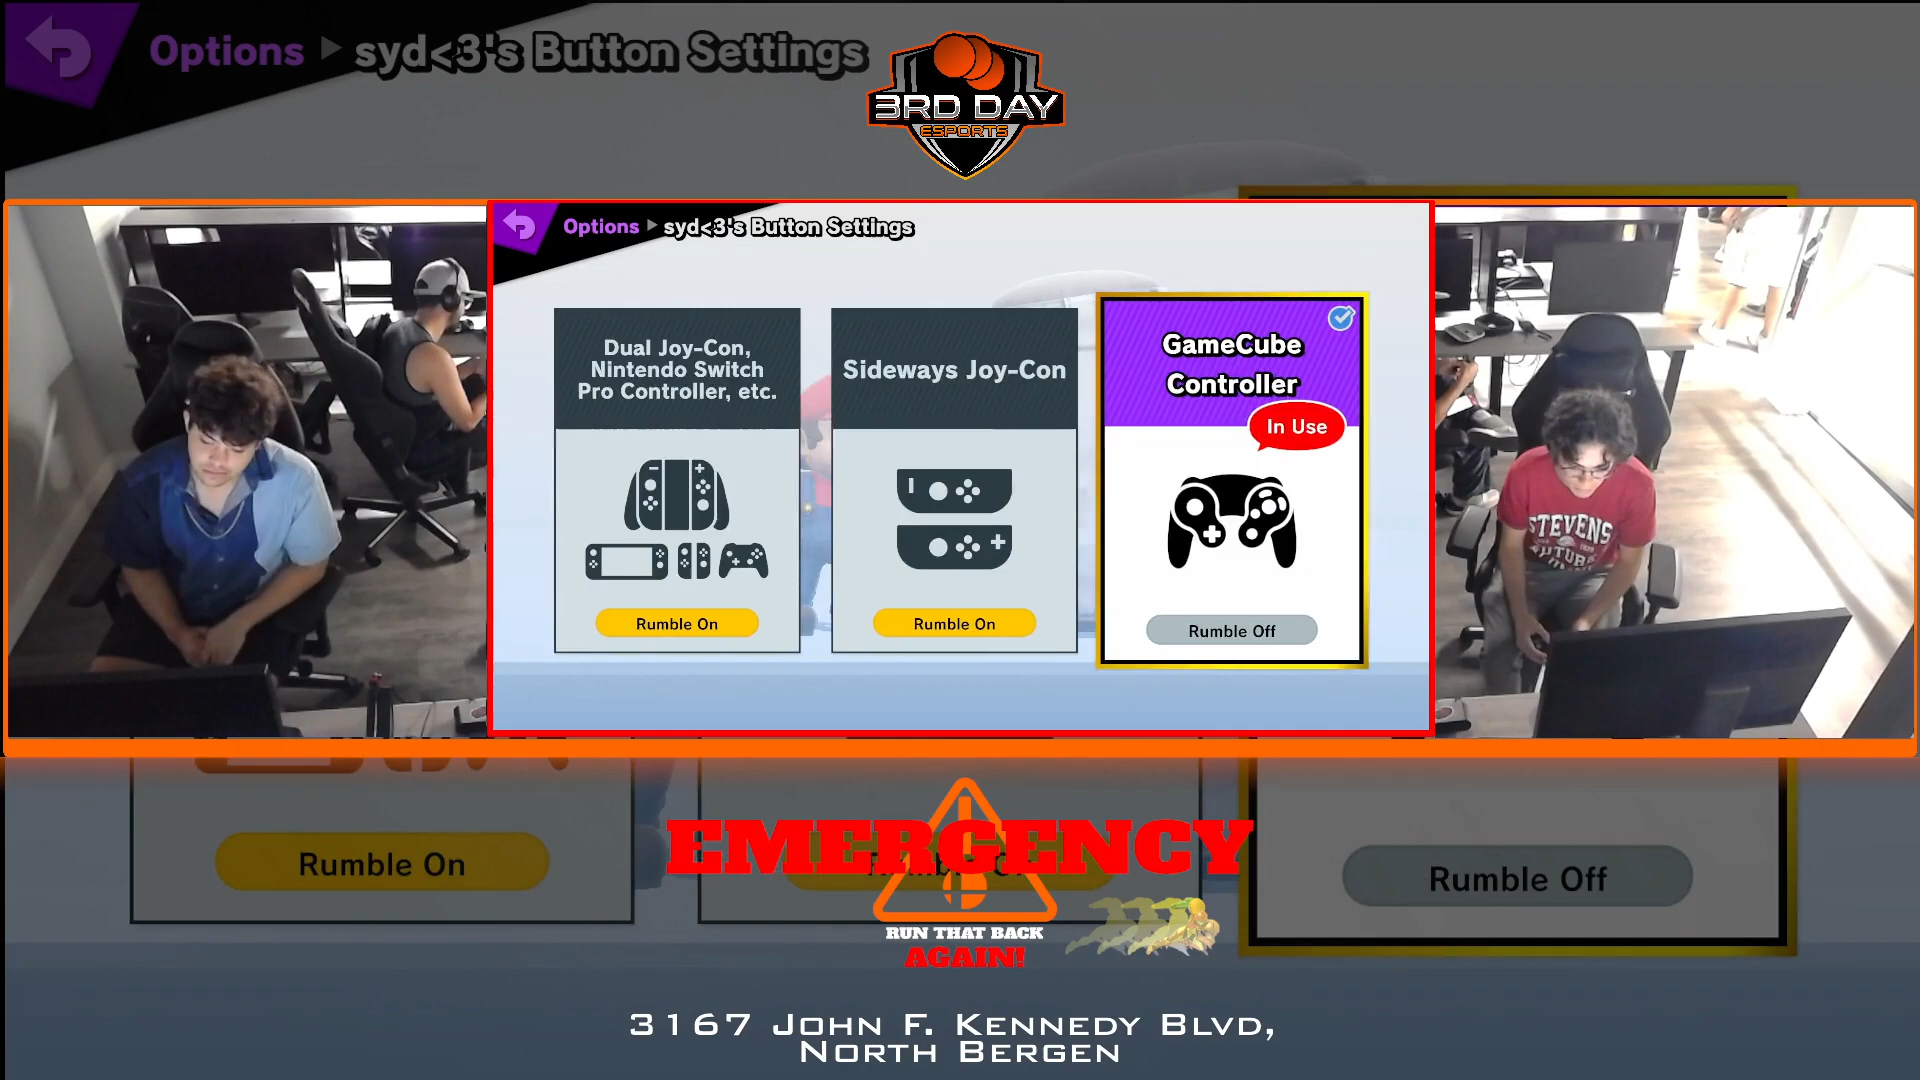 Options ▶ syd<3's Button Settings
3RD DAY
ESPORTS
Options ▶ syd<3's Button Settings
Dual Joy-Con,
Nintendo Switch
Pro Controller, etc.
Rumble On
Sideways Joy-Con
Rumble On
GameCube
Controller
In Use
Rumble Off
STEVENS
Rumble On
Rumble Off
EMERGENCY
RUN THAT BACK
AGAIN!
3167 John F. Kennedy Blvd,
North Bergen